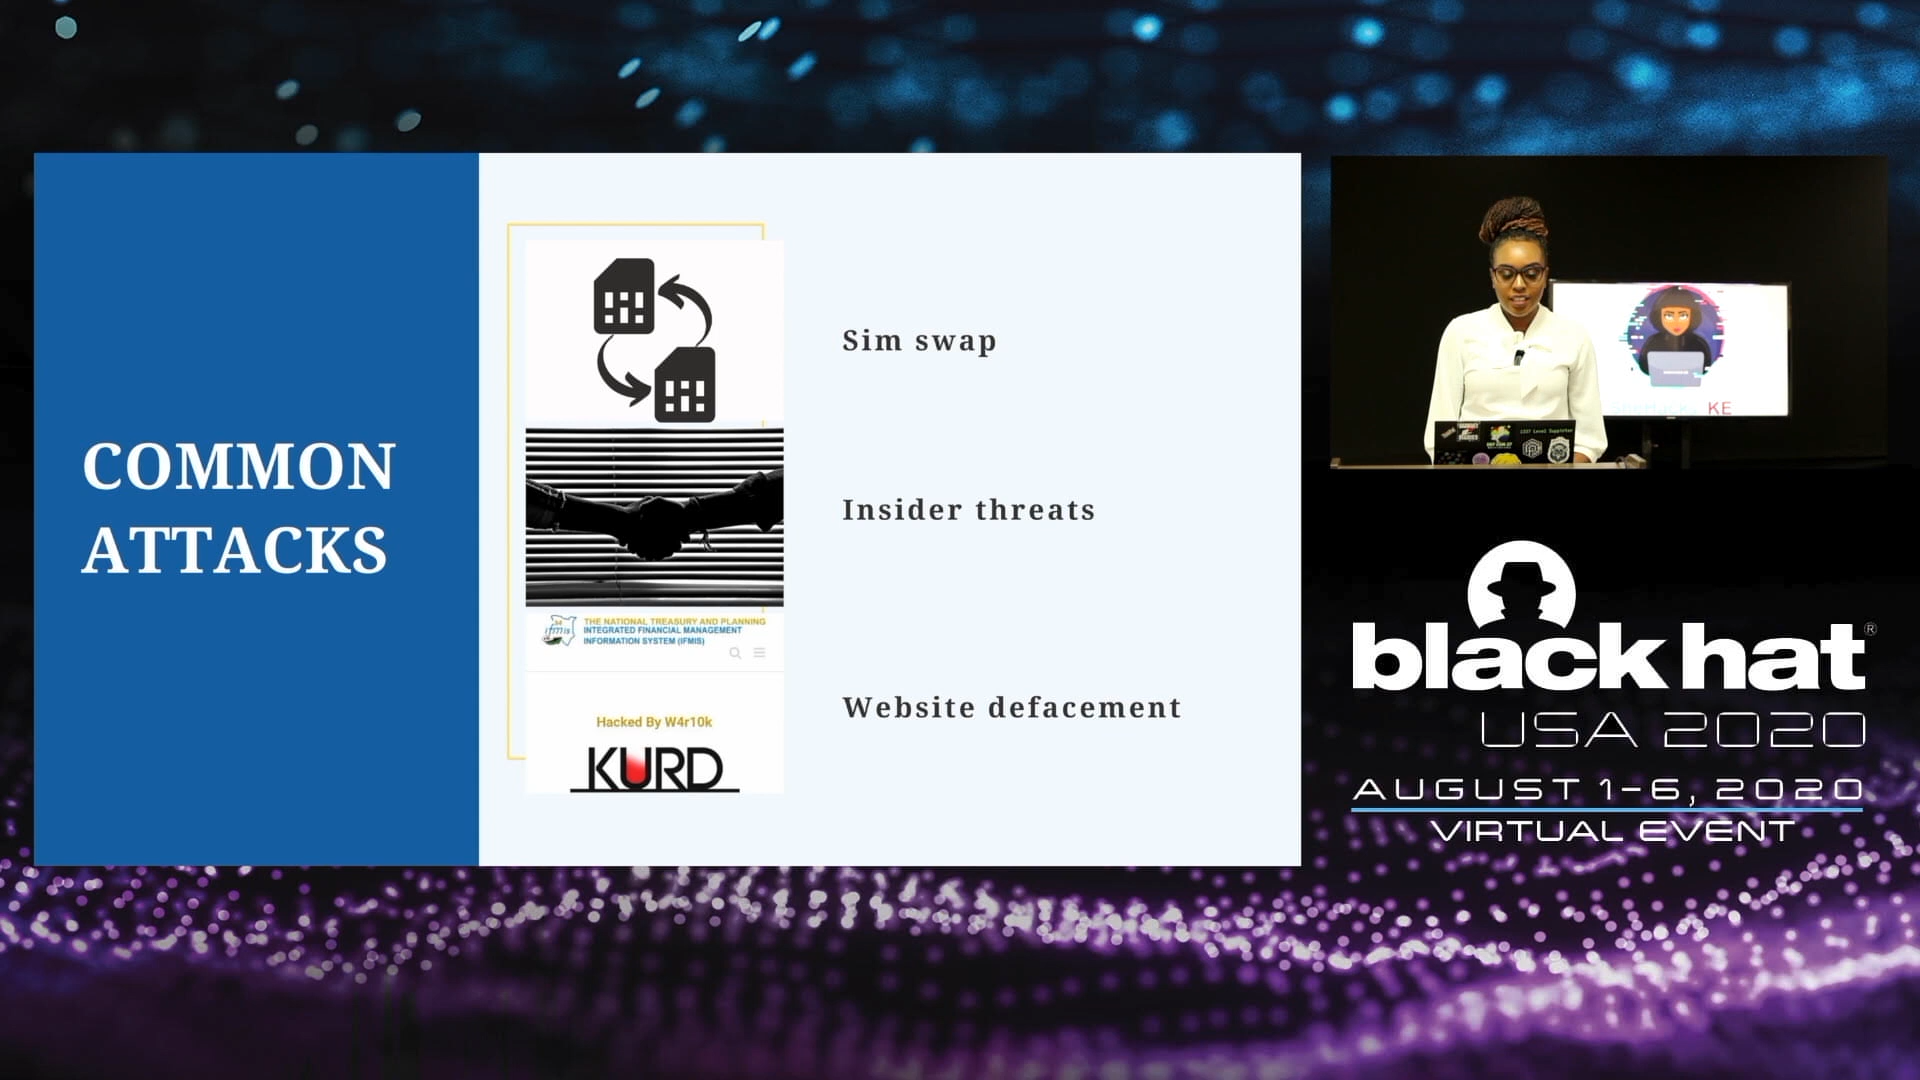 COMMON
ATTACKS
Sim swap
Insider threats
THE NATIONAL TREASURY AND PLANNING
INTEGRATED FINANCIAL MANAGEMENT
INFORMATION SYSTEM (IFMIS)
Hacked By W4r10k
KURD
Website defacement
KE
black hat®
USA 2020
AUGUST 1-6, 2020
VIRTUAL EVENT